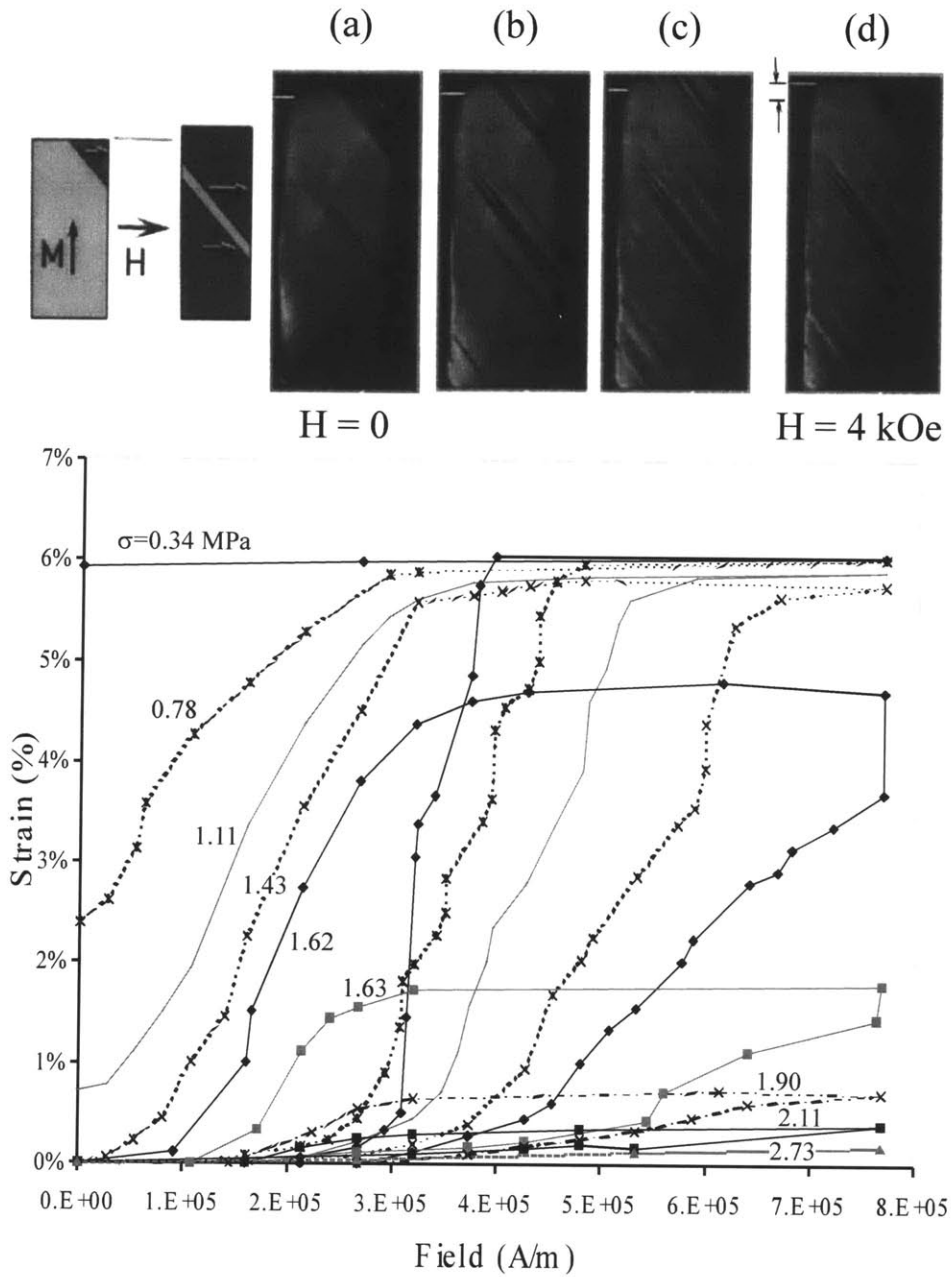 (a) (b) (c) (d)
M H
H = 0 H = 4 kOe
7%
σ=0.34 MPa
6%
5%
0.78
4%
Strain (%)
1.11
3%
1.43
1.62
2%
1.63
1%
1.90
2.11
2.73
0%
0.E+00 1.E+05 2.E+05 3.E+05 4.E+05 5.E+05 6.E+05 7.E+05 8.E+05
Field (A/m)